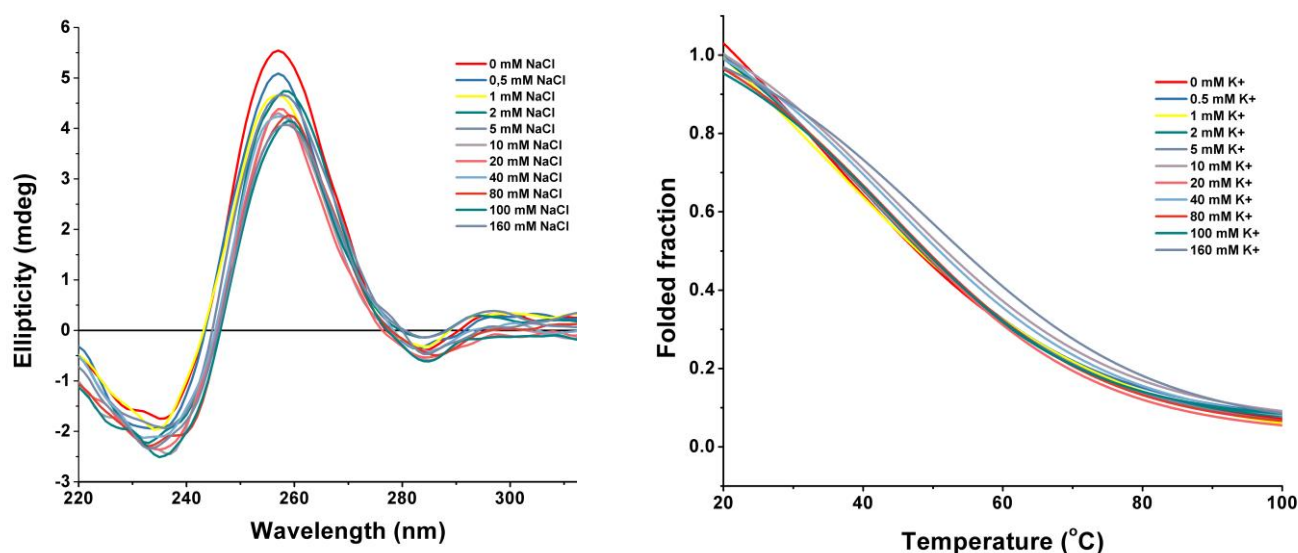 6
5
4
3
2
1
0
-1
-2
-3
220
240
260
280
300
Ellipticity (mdeg)
Wavelength (nm)
0 mM NaCl
0,5 mM NaCl
1 mM NaCl
2 mM NaCl
5 mM NaCl
10 mM NaCl
20 mM NaCl
40 mM NaCl
80 mM NaCl
100 mM NaCl
160 mM NaCl
1.0
0.8
0.6
0.4
0.2
0.0
20
40
60
80
100
Folded fraction
Temperature (°C)
0 mM K+
0.5 mM K+
1 mM K+
2 mM K+
5 mM K+
10 mM K+
20 mM K+
40 mM K+
80 mM K+
100 mM K+
160 mM K+